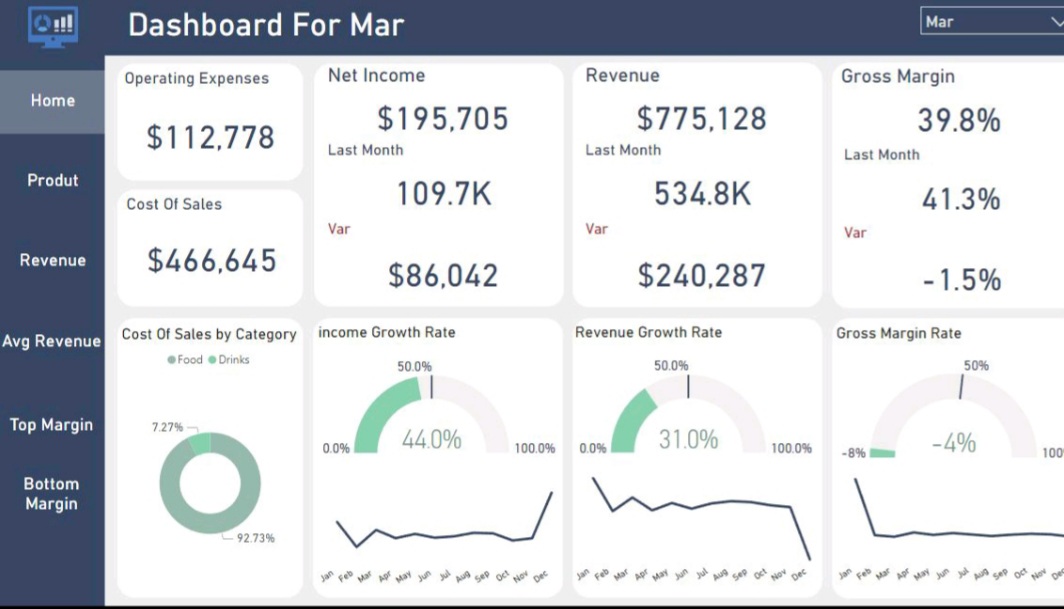 Dashboard For Mar
Mar
Home
Produt
Revenue
Avg Revenue
Top Margin
Bottom
Margin
Operating Expenses
$112,778
Cost Of Sales
$466,645
Net Income
$195,705
Last Month
109.7K
Var
$86,042
Revenue
$775,128
Last Month
534.8K
Var
$240,287
Gross Margin
39.8%
Last Month
41.3%
Var
-1.5%
Cost Of Sales by Category
Food Drinks
7.27%
92.73%
income Growth Rate
50.0%
44.0%
0.0% 100.0%
Jan Feb Mar Apr May Jun Jul Aug Sep Oct Nov Dec
Revenue Growth Rate
50.0%
31.0%
0.0% 100.0%
Jan Feb Mar Apr May Jun Jul Aug Sep Oct Nov Dec
Gross Margin Rate
50%
-4%
-8% 100
Jan Feb Mar Apr May Jun Jul Aug Sep Oct Nov Dec